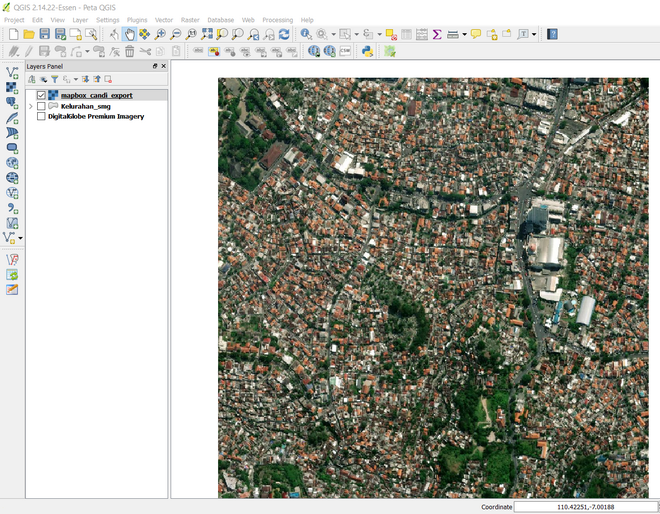 QGIS 2.14.22-Essen - Peta QGIS
Project Edit View Layer Settings Plugins Vector Raster Database Web Processing Help
Layers Panel
mapbox_candi_export
Kelurahan_smg
DigitalGlobe Premium Imagery
Coordinate 110.42251,-7.00188